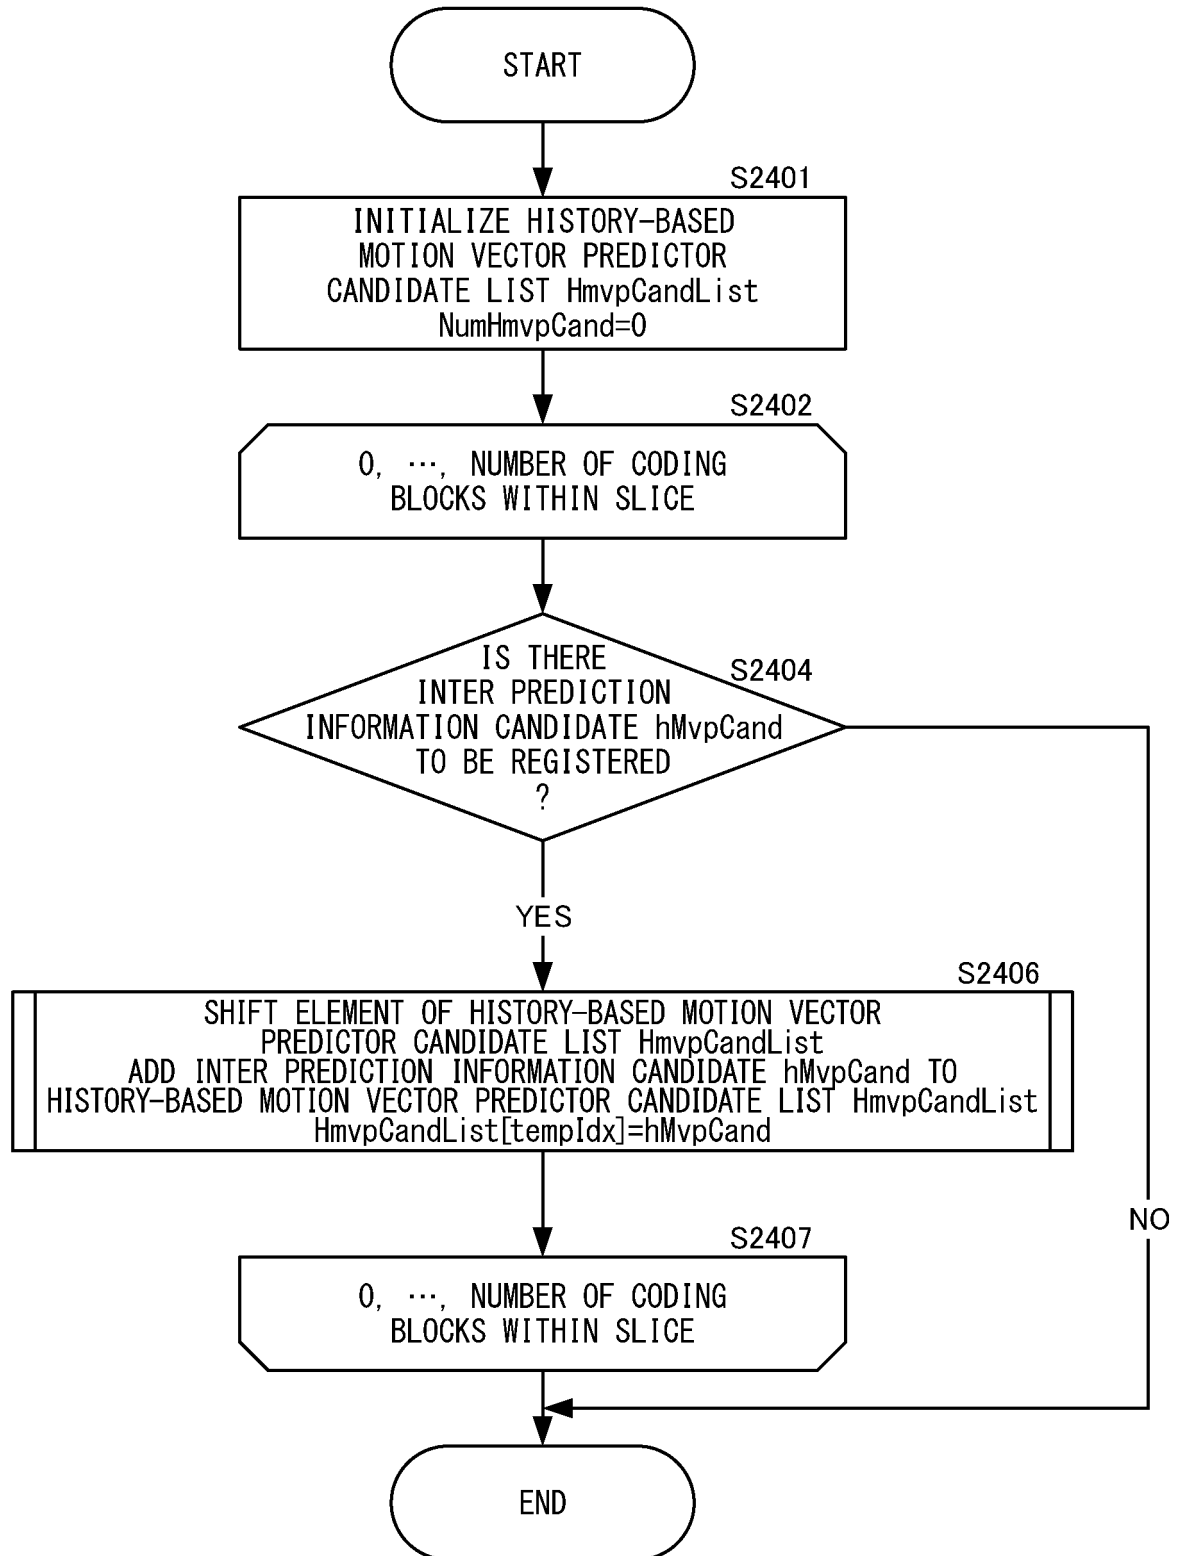 START
S2401
INITIALIZE HISTORY-BASED
MOTION VECTOR PREDICTOR
CANDIDATE LIST HmvpCandList
NumHmvpCand=0
S2402
0, ⋯, NUMBER OF CODING
BLOCKS WITHIN SLICE
S2404
IS THERE
INTER PREDICTION
INFORMATION CANDIDATE hMvpCand
TO BE REGISTERED
?
YES
S2406
SHIFT ELEMENT OF HISTORY-BASED MOTION VECTOR
PREDICTOR CANDIDATE LIST HmvpCandList
ADD INTER PREDICTION INFORMATION CANDIDATE hMvpCand TO
HISTORY-BASED MOTION VECTOR PREDICTOR CANDIDATE LIST HmvpCandList
HmvpCandList[tempIdx]=hMvpCand
NO
S2407
0, ⋯, NUMBER OF CODING
BLOCKS WITHIN SLICE
END